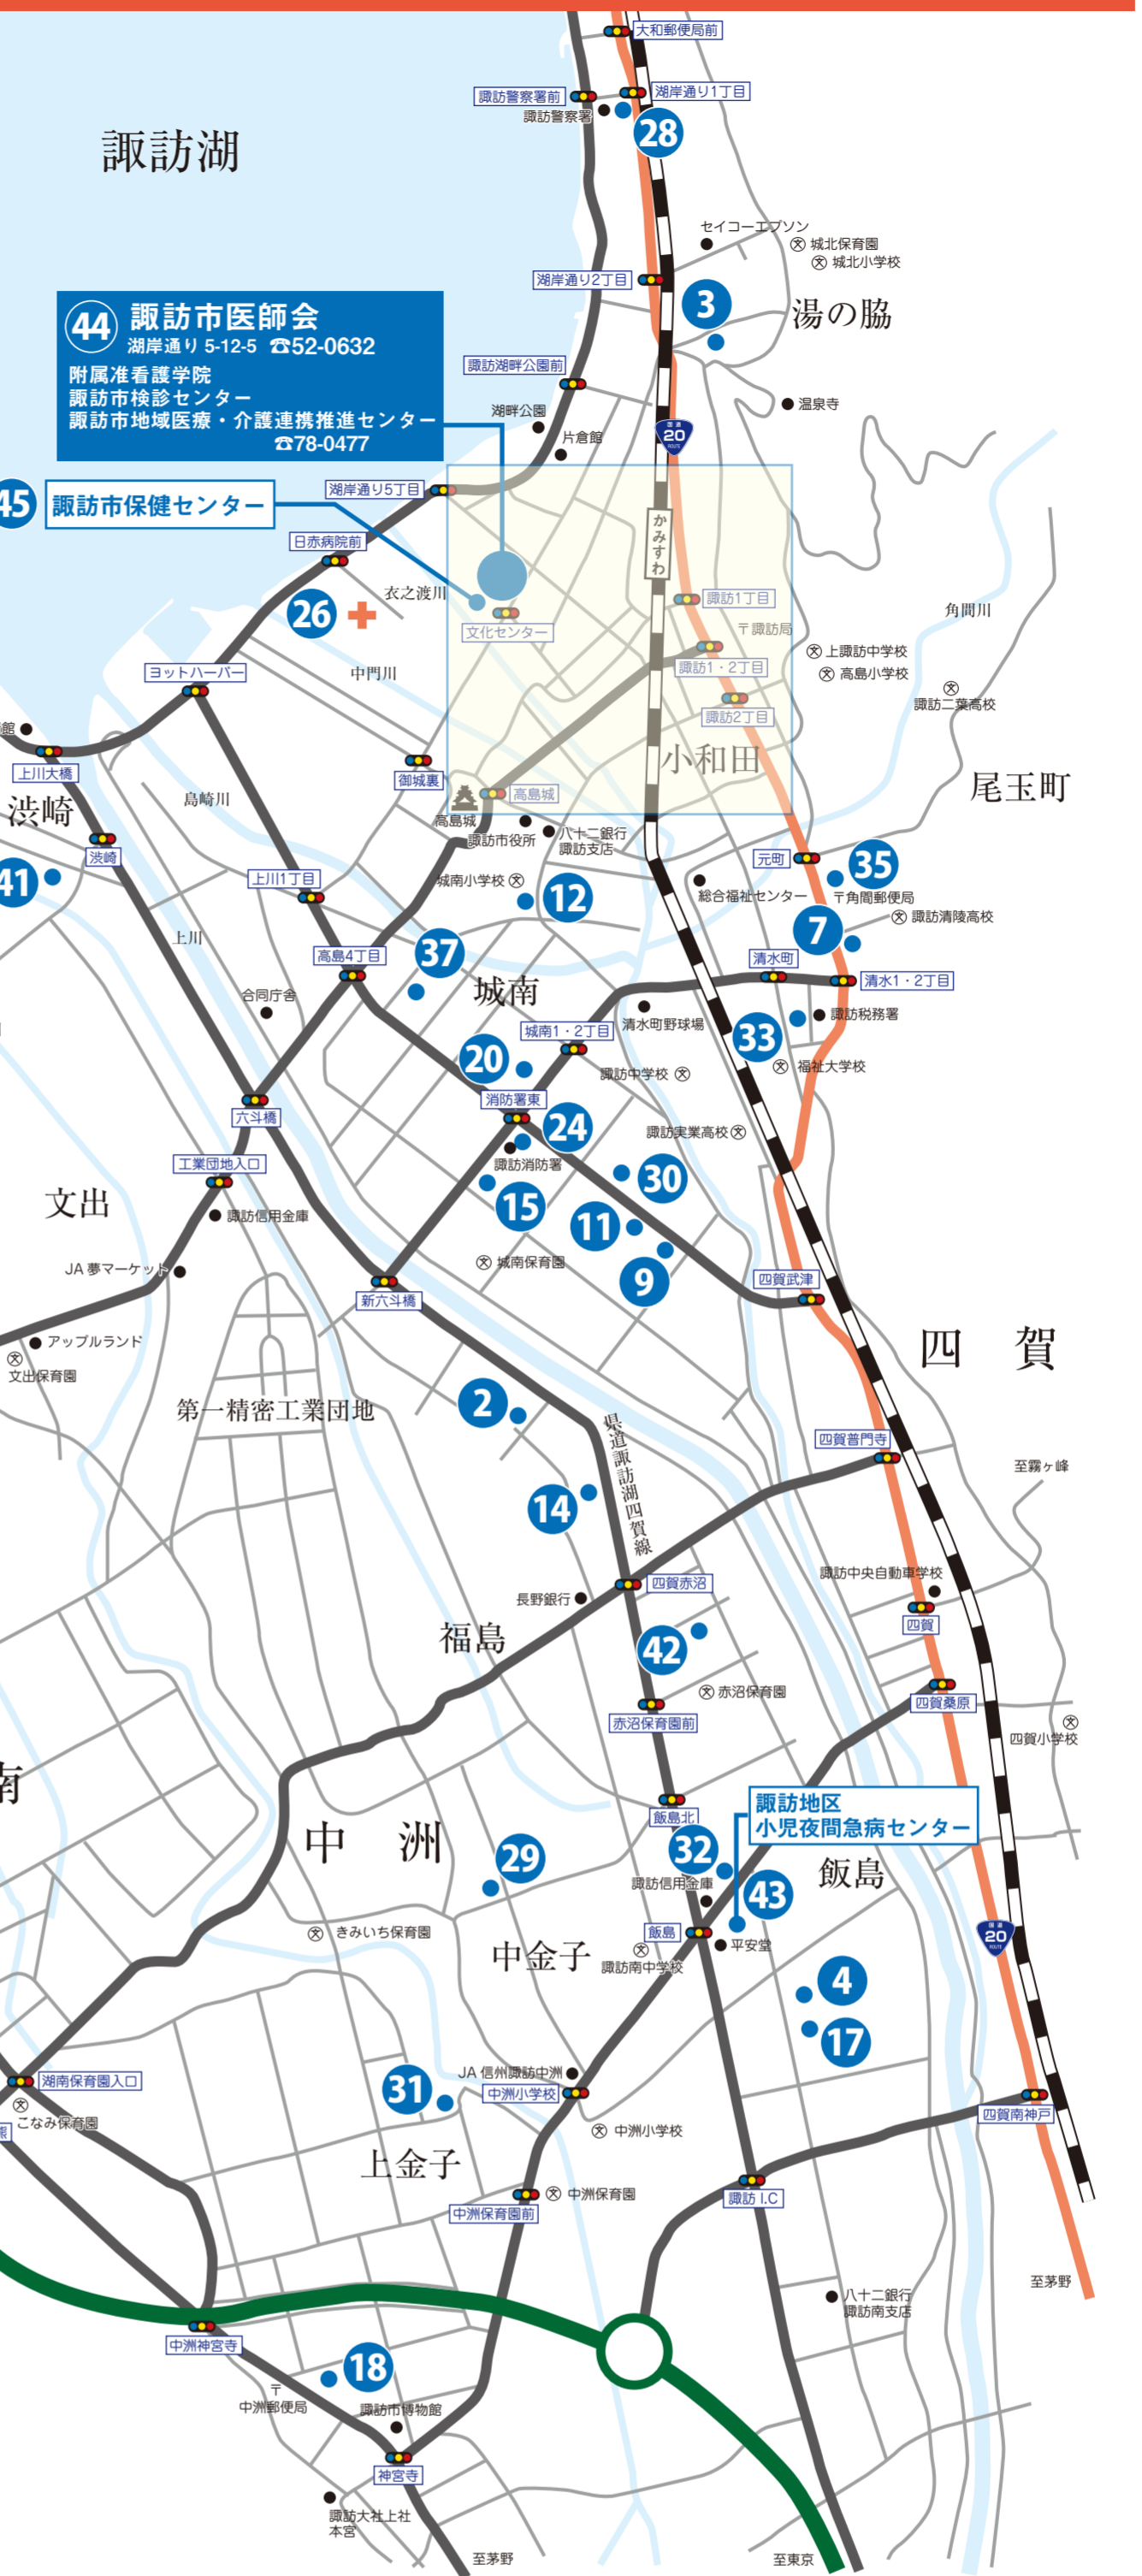 大和郵便局前
諏訪警察署前
湖岸通り1丁目
諏訪警察署
28
諏訪湖
セイコーエプソン
城北保育園
城北小学校
湖岸通り2丁目
3
湯の脇
44
諏訪市医師会
湖岸通り 5-12-5 ☎52-0632
附属准看護学院
諏訪市検診センター
諏訪市地域医療・介護連携推進センター
☎78-0477
諏訪湖畔公園前
湖畔公園
片倉館
温泉寺
国道
20
ROUTE
45
諏訪市保健センター
湖岸通り5丁目
日赤病院前
かみすわ
衣之渡川
26
文化センター
諏訪1丁目
〒諏訪局
諏訪1・2丁目
諏訪2丁目
角間川
上諏訪中学校
高島小学校
諏訪二葉高校
中門川
ヨットハーバー
館
上川大橋
御城裏
小和田
尾玉町
渋崎
島崎川
高島城
高島城
諏訪市役所
八十二銀行
諏訪支店
渋崎
41
上川1丁目
城南小学校
12
元町
35
総合福祉センター
〒角間郵便局
諏訪清陵高校
7
上川
高島4丁目
37
城南
清水町
清水1・2丁目
合同庁舎
清水町野球場
諏訪税務署
33
城南1・2丁目
20
福祉大学校
諏訪中学校
六斗橋
消防署東
24
諏訪実業高校
工業団地入口
諏訪消防署
30
文出
15
11
諏訪信用金庫
城南保育園
9
JA 夢マーケット
新六斗橋
四賀武津
アップルランド
文出保育園
四 賀
第一精密工業団地
2
県道諏訪湖四賀線
四賀普門寺
至霧ヶ峰
14
諏訪中央自動車学校
四賀赤沼
長野銀行
四賀
福島
42
赤沼保育園
四賀桑原
赤沼保育園前
四賀小学校
南
諏訪地区
小児夜間急病センター
飯島北
中 洲
29
32
飯島
諏訪信用金庫
43
きみいち保育園
飯島
平安堂
国道
20
ROUTE
中金子
諏訪南中学校
4
17
JA 信州諏訪中洲
湖南保育園入口
31
中洲小学校
四賀南神戸
こなみ保育園
中洲小学校
上金子
中洲保育園
中洲保育園前
諏訪 I.C
至茅野
八十二銀行
諏訪南支店
中洲神宮寺
18
〒
中洲郵便局
諏訪市博物館
神宮寺
諏訪大社上社
本宮
至茅野
至東京